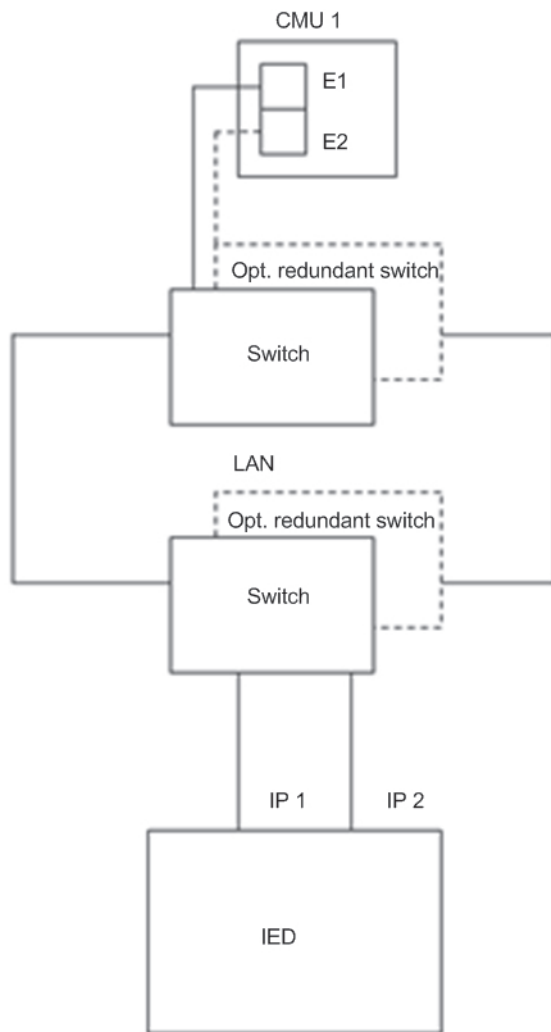 CMU 1
E1
E2
Opt. redundant switch
Switch
LAN
Opt. redundant switch
Switch
IP 1
IP 2
IED